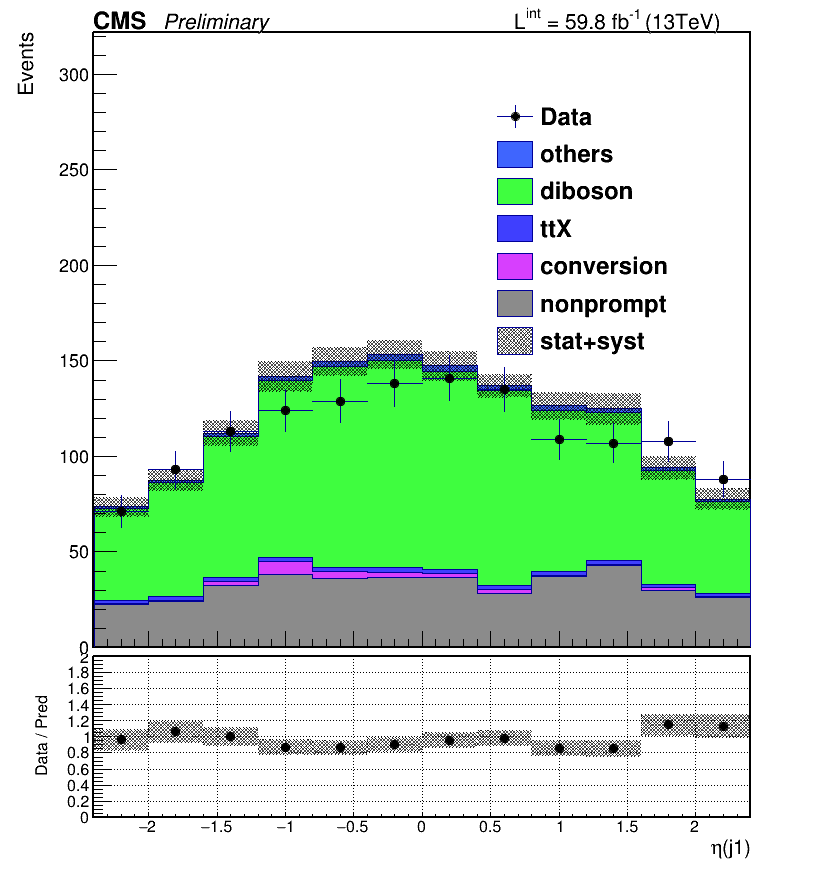 CMS Preliminary L^int = 59.8 fb^-1 (13TeV)
Events
300
250
200
150
100
50
0
Data
others
diboson
ttX
conversion
nonprompt
stat+syst
Data / Pred
2
1.8
1.6
1.4
1.2
1
0.8
0.6
0.4
0.2
0
−2 −1.5 −1 −0.5 0 0.5 1 1.5 2
η(j1)